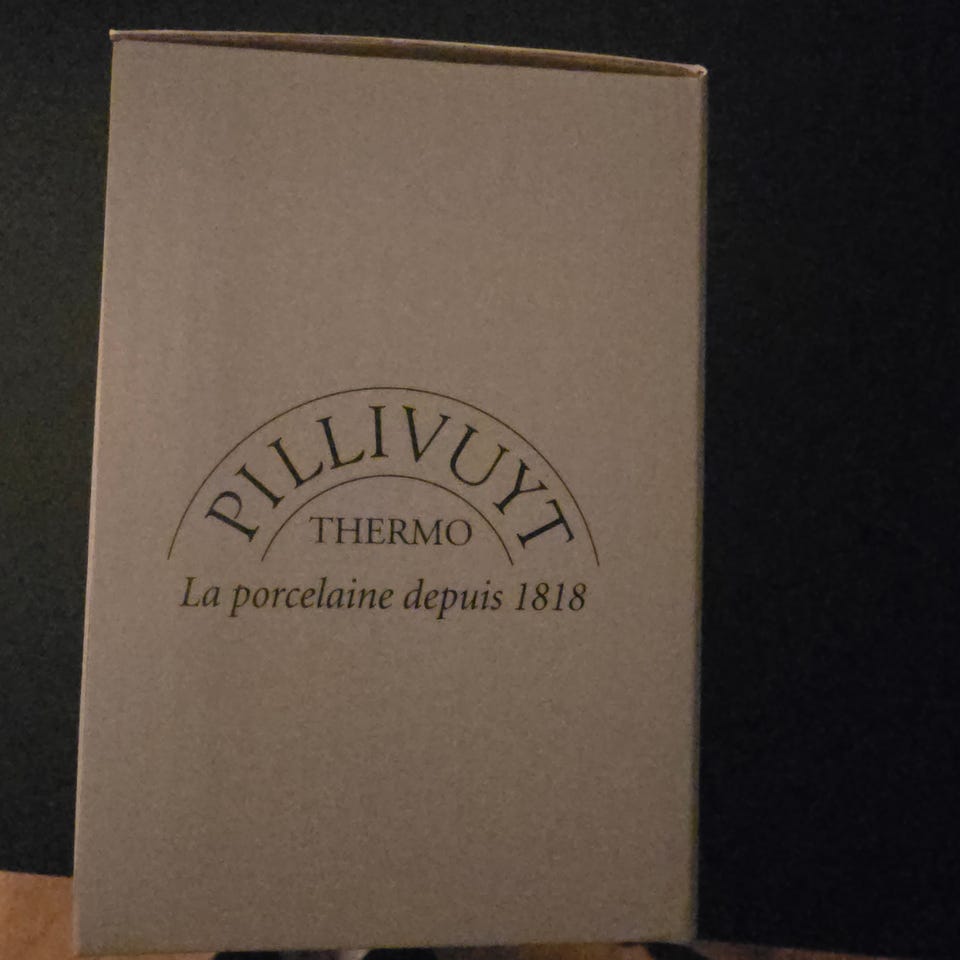 PILLIVUYT
THERMO
La porcelaine depuis 1818